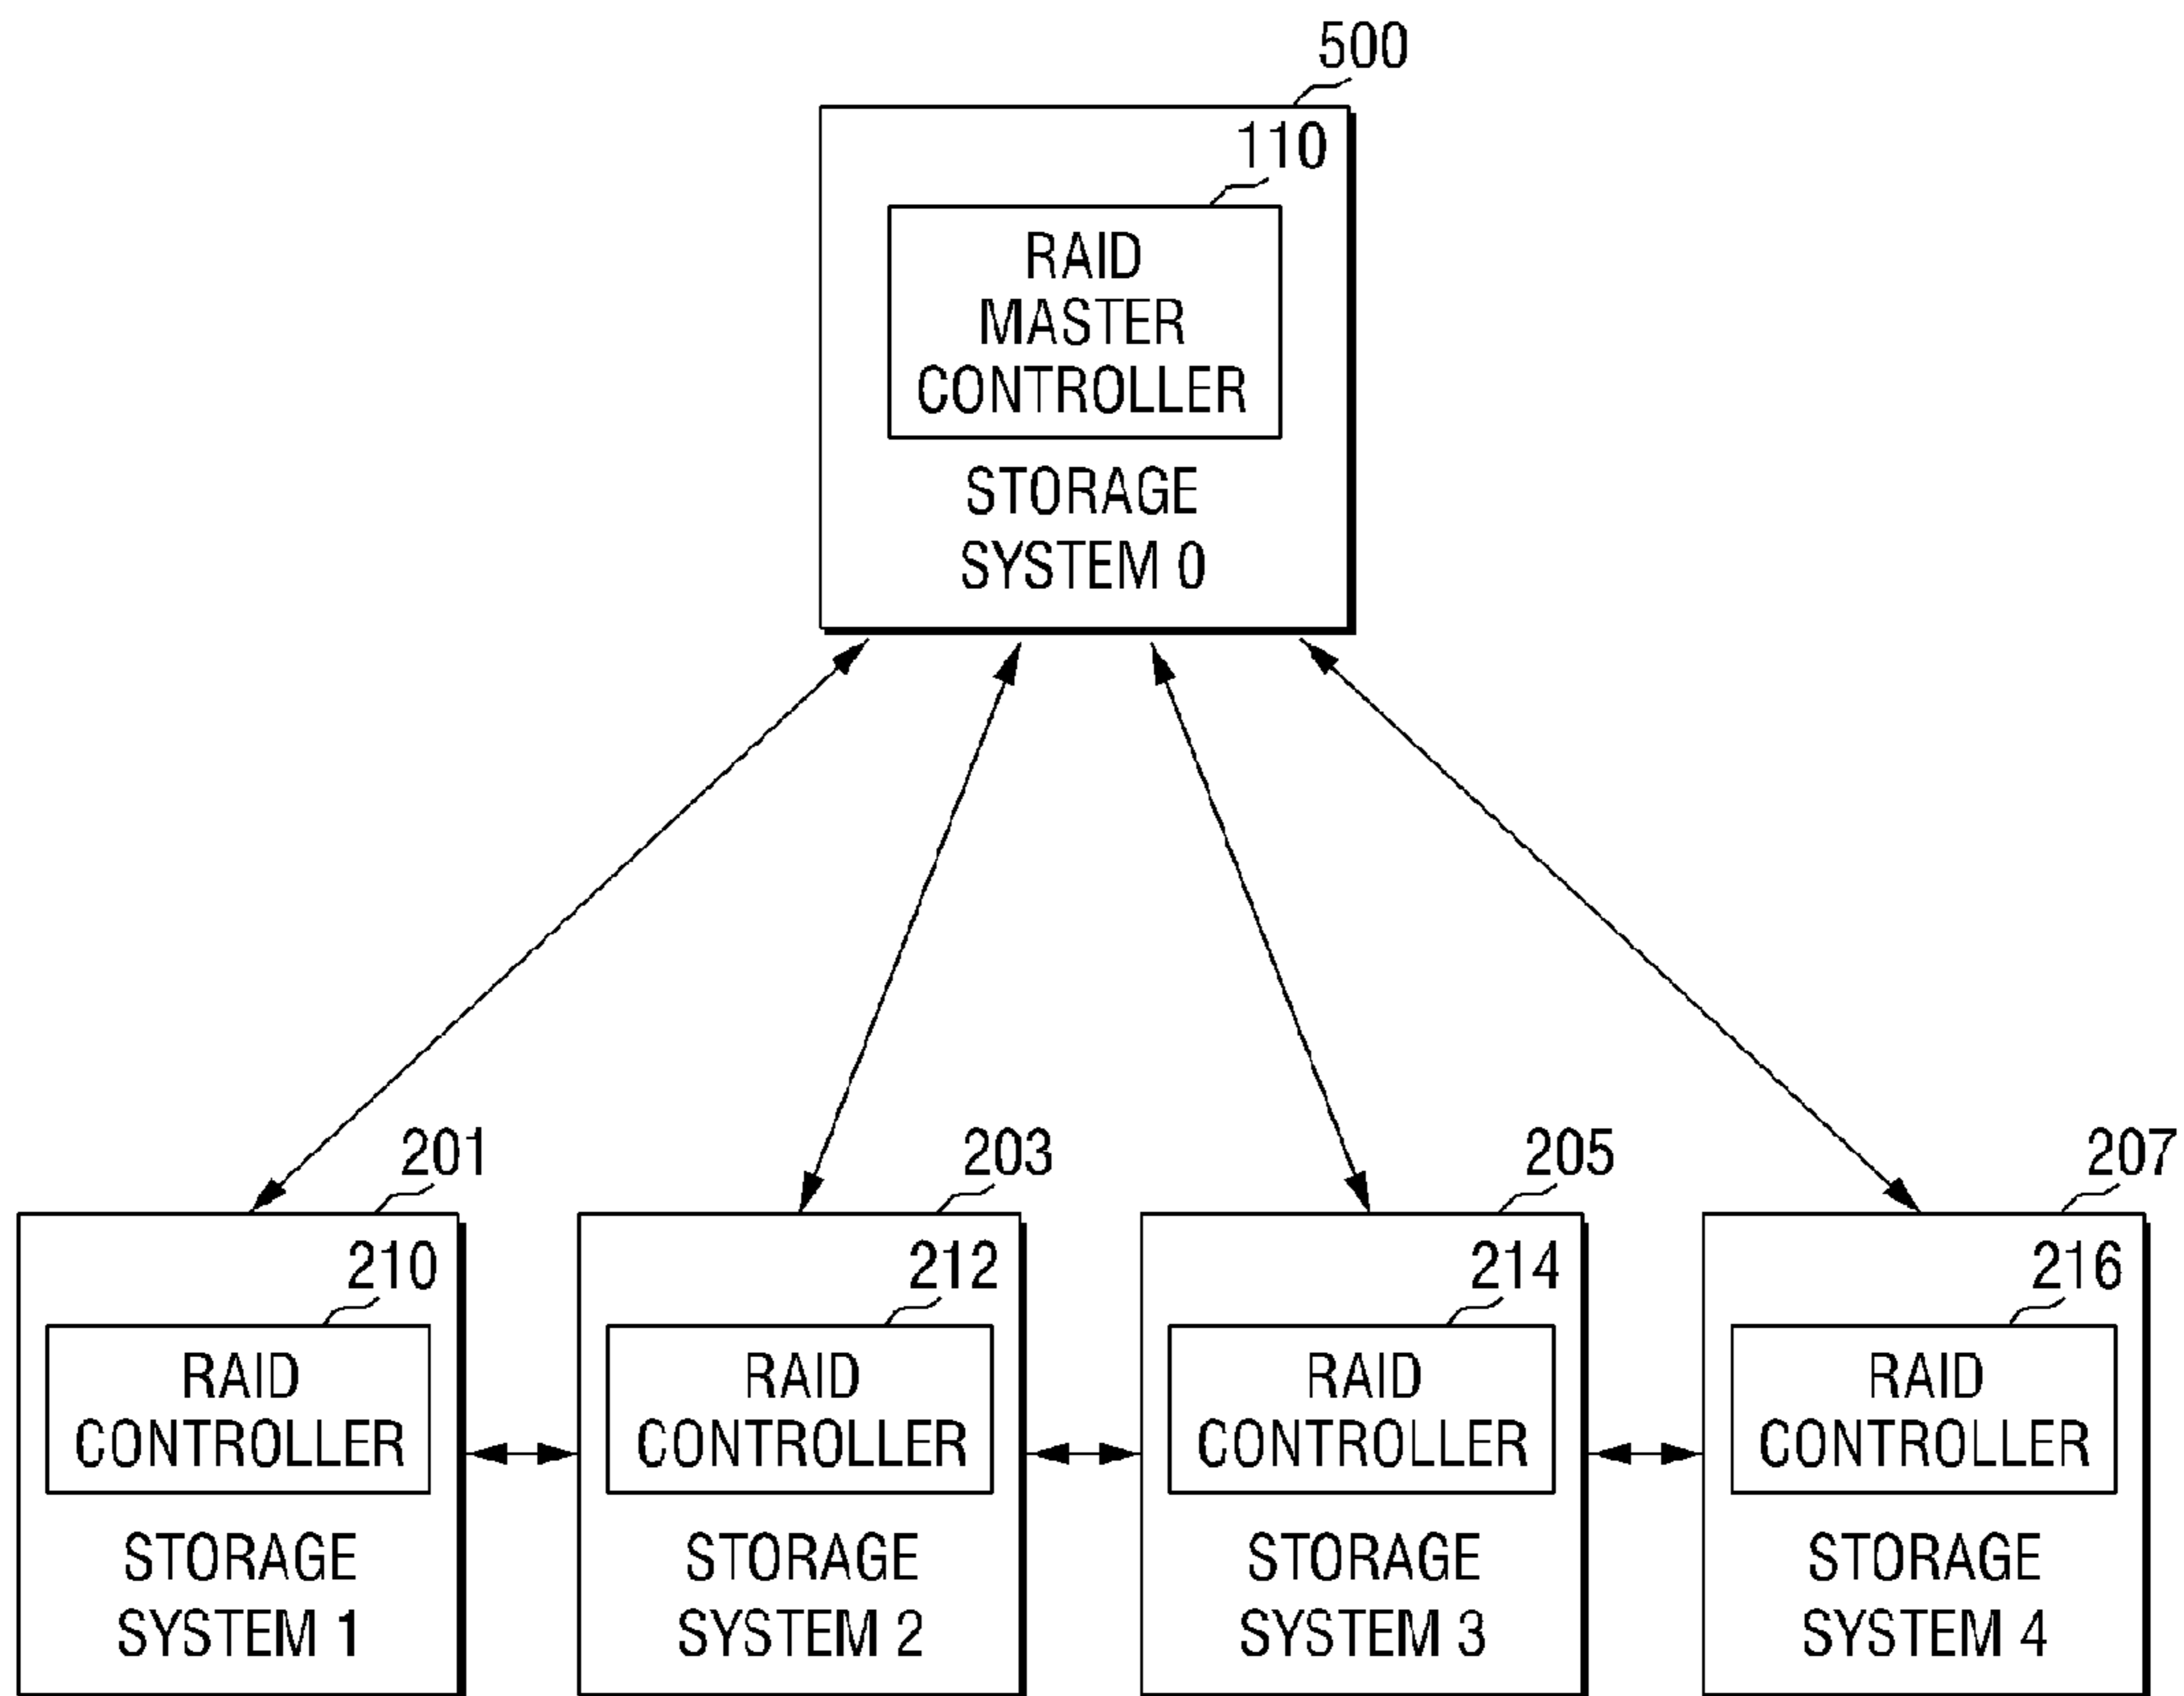 500
110
RAID
MASTER
CONTROLLER
STORAGE
SYSTEM 0
201
210
RAID
CONTROLLER
STORAGE
SYSTEM 1
203
212
RAID
CONTROLLER
STORAGE
SYSTEM 2
205
214
RAID
CONTROLLER
STORAGE
SYSTEM 3
207
216
RAID
CONTROLLER
STORAGE
SYSTEM 4